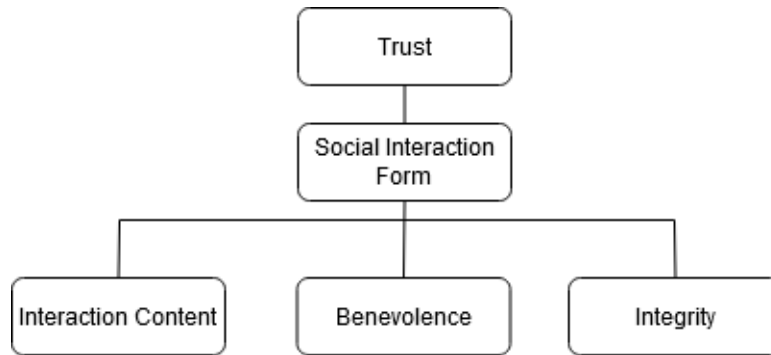 Trust
Social Interaction
Form
Interaction Content
Benevolence
Integrity